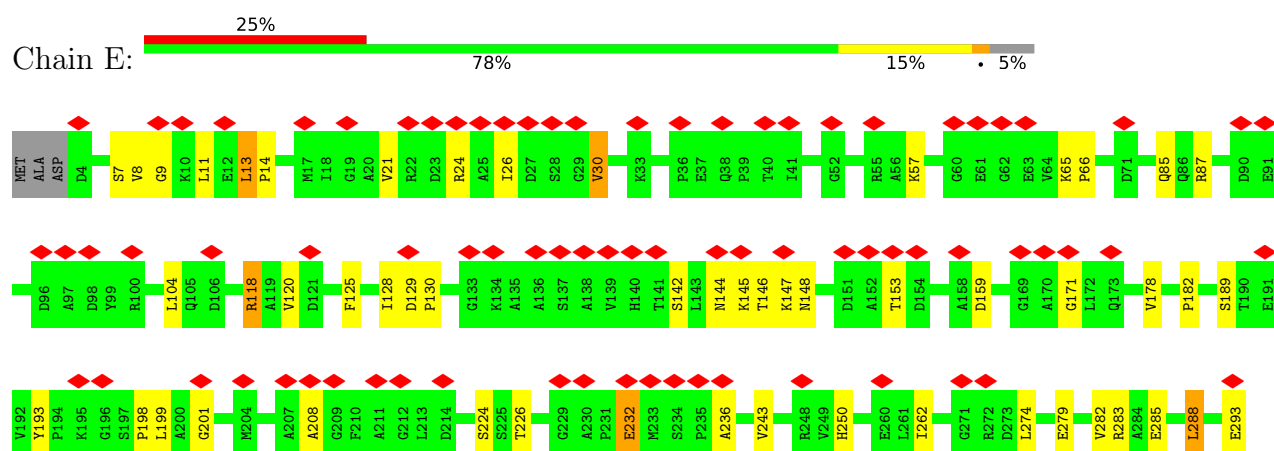 25%
Chain E:
78% 15% • 5%
MET ALA ASP D4 S7 V8 G9 K10 L11 E12 L13 P14 M17 I18 G19 A20 V21 R22 D23 R24 A25 I26 D27 S28 G29 V30 K33 P36 E37 Q38 P39 T40 I41 G52 R55 A56 K57 G60 E61 G62 E63 V64 K65 P66 D71 Q85 Q86 R87 D90 E91
D96 A97 D98 Y99 R100 L104 Q105 D106 R118 A119 V120 D121 F125 I128 D129 P130 G133 K134 A135 A136 S137 A138 V139 H140 T141 S142 L143 N144 K145 T146 K147 N148 D151 A152 T153 D154 A158 D159 G169 A170 G171 L172 Q173 V178 P182 S189 T190 E191
V192 Y193 P194 K195 G196 S197 P198 L199 A200 G201 M204 A207 A208 G209 F210 A211 G212 L213 D214 S224 S225 T226 G229 A230 P231 E232 M233 S234 P235 A236 V243 R248 V249 H250 E260 L261 I262 G271 R272 D273 L274 E279 V282 R283 A284 E285 L288 E293